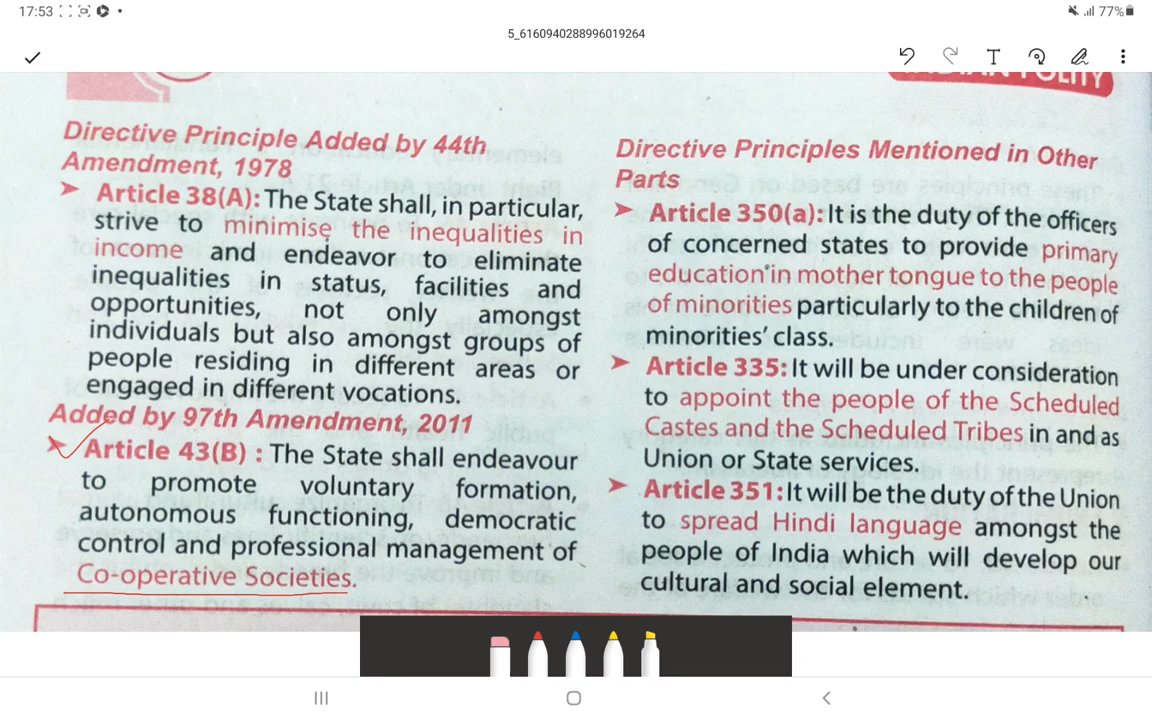 17:53
77%
5_6160940288996019264
INDIAN POLITY
Directive Principle Added by 44th
Amendment, 1978
➤ Article 38(A): The State shall, in particular,
strive to minimise the inequalities in
income and endeavor to eliminate
inequalities in status, facilities and
opportunities, not only amongst
individuals but also amongst groups of
people residing in different areas or
engaged in different vocations.
Added by 97th Amendment, 2011
➤ Article 43(B) : The State shall endeavour
to promote voluntary formation,
autonomous functioning, democratic
control and professional management of
Co-operative Societies.
Directive Principles Mentioned in Other
Parts
➤ Article 350(a): It is the duty of the officers
of concerned states to provide primary
education in mother tongue to the people
of minorities particularly to the children of
minorities' class.
➤ Article 335: It will be under consideration
to appoint the people of the Scheduled
Castes and the Scheduled Tribes in and as
Union or State services.
➤ Article 351: It will be the duty of the Union
to spread Hindi language amongst the
people of India which will develop our
cultural and social element.